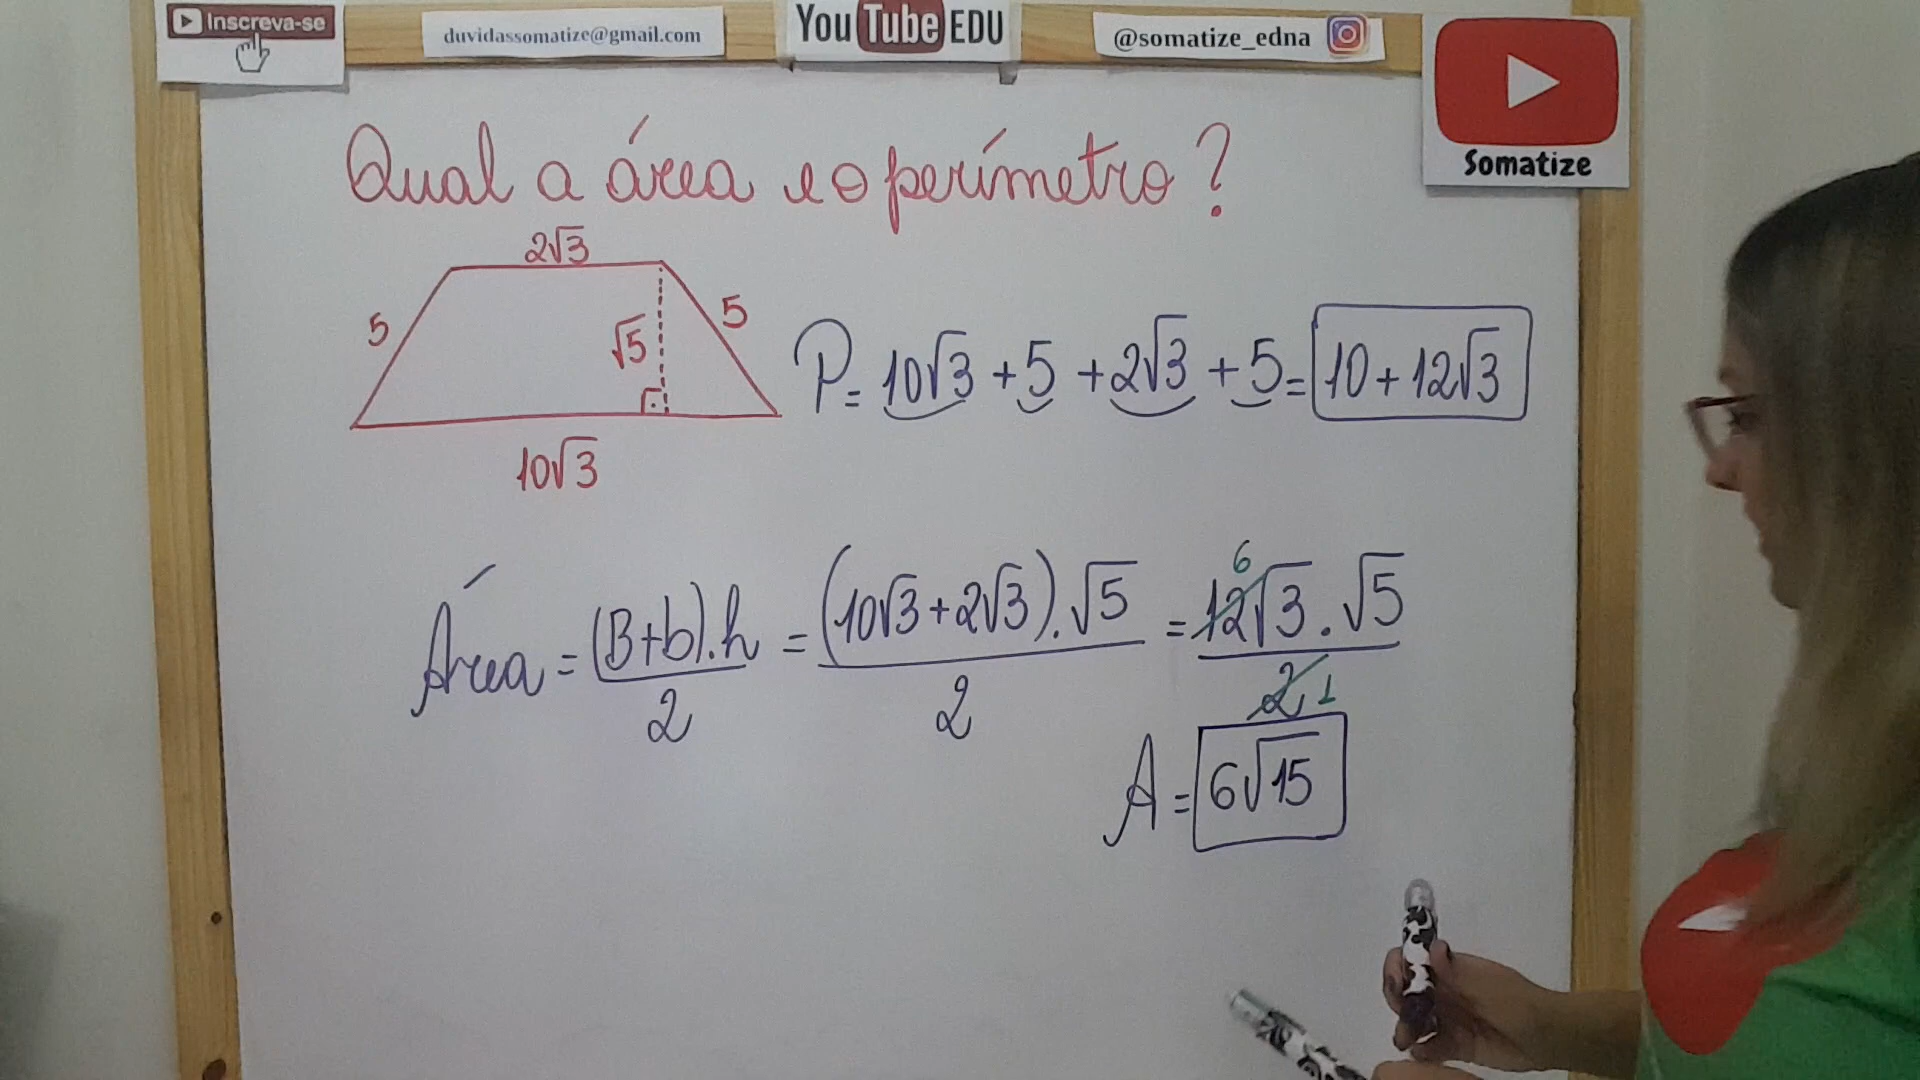 Inscreva-se
duvidassomatize@gmail.com
YouTube EDU
@somatize_edna
Somatize
Qual a área e o perímetro?
2√3
5
√5
5
10√3
P = 10√3 + 5 + 2√3 + 5 = 10 + 12√3
Área = (B+b).h/2 = (10√3+2√3).√5/2 = 12√3.√5/2
6
1
A = 6√15